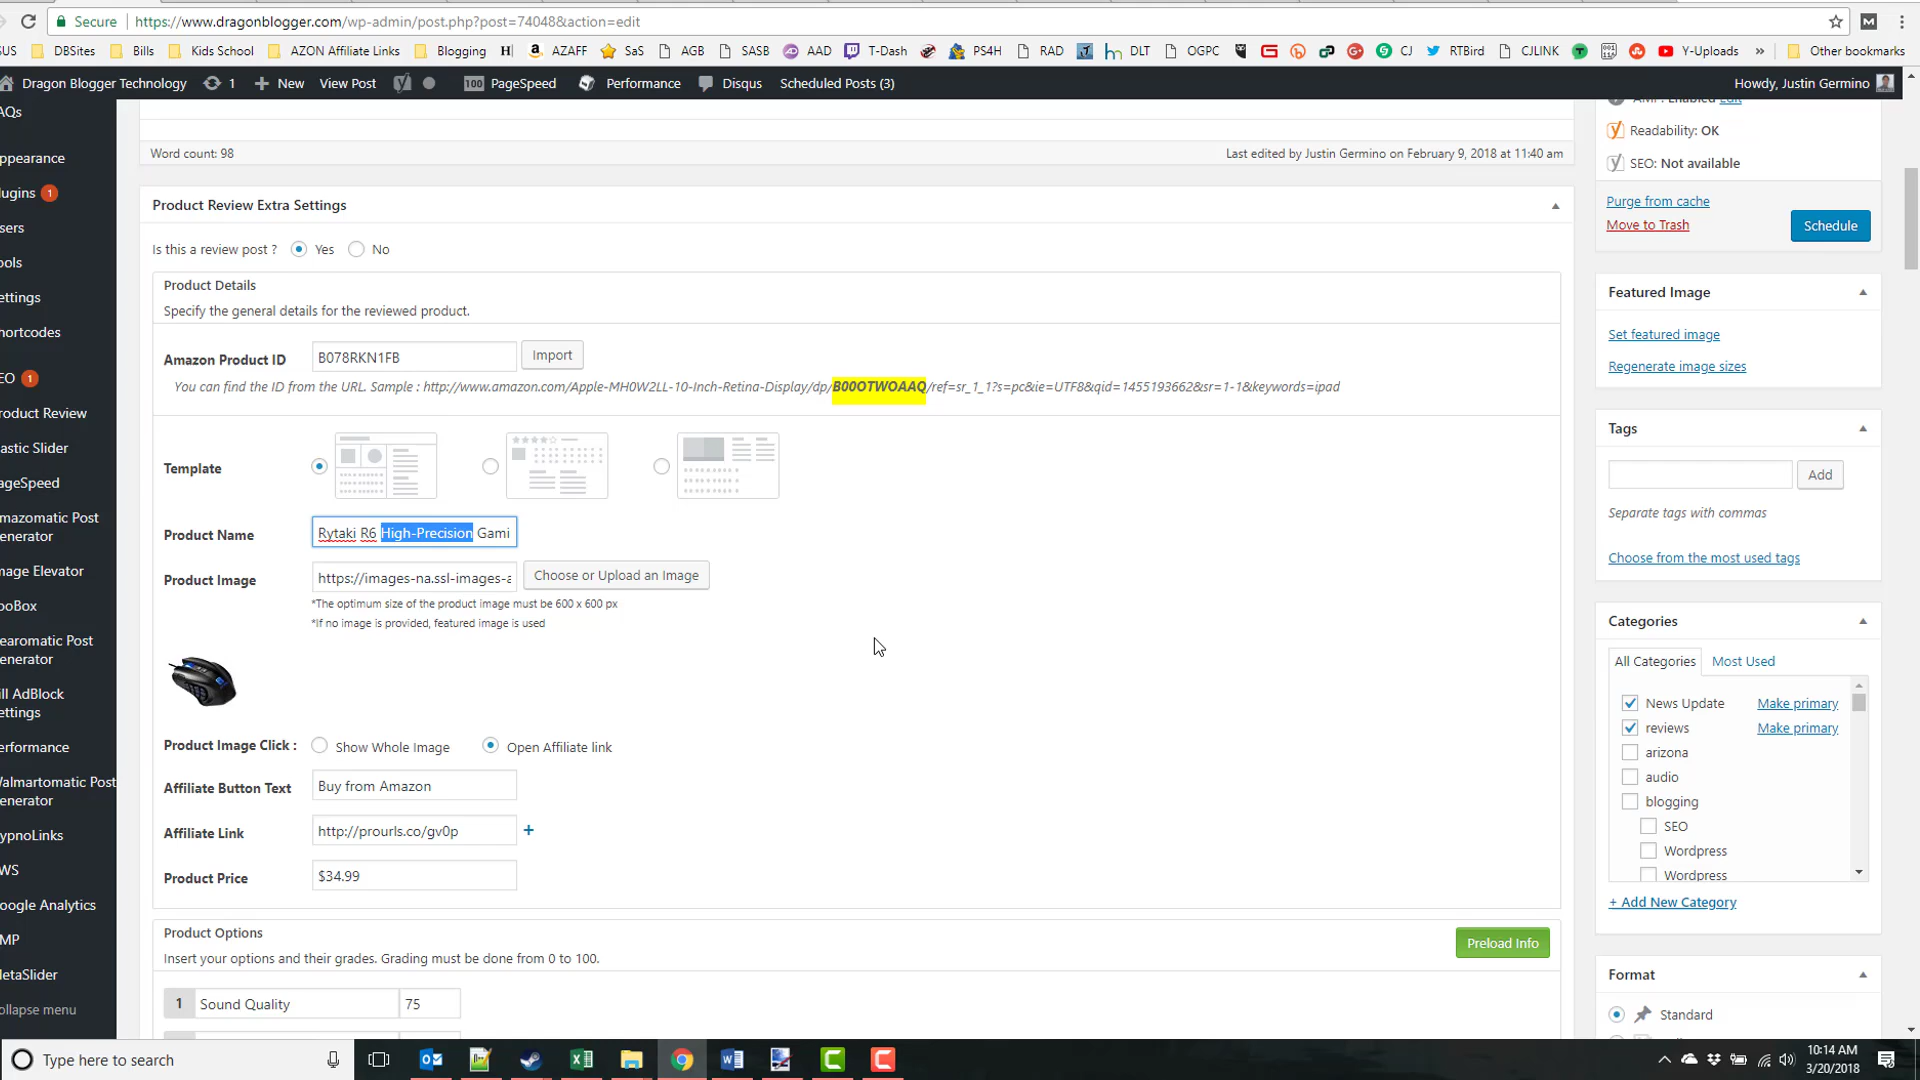 Secure https://www.dragonblogger.com/wp-admin/post.php?post=74048&action=edit
SUS DBSites Bills Kids School AZON Affiliate Links Blogging H AZAFF SaS AGB SASB AAD T-Dash PS4H RAD DLT OGPC CJ RTBird CJLINK Y-Uploads » Other bookmarks
Dragon Blogger Technology 1 + New View Post 100 PageSpeed Performance Disqus Scheduled Posts (3) Howdy, Justin Germino
AQs
ppearance
lugins 1
sers
ools
ettings
hortcodes
EO 1
roduct Review
lastic Slider
ageSpeed
mazomatic Post
enerator
mage Elevator
ooBox
earomatic Post
enerator
ill AdBlock
ettings
erformance
Walmartomatic Post
enerator
ypnoLinks
WS
oogle Analytics
MP
etaSlider
ollapse menu
Word count: 98 Last edited by Justin Germino on February 9, 2018 at 11:40 am
Product Review Extra Settings
Is this a review post ? Yes No
Product Details
Specify the general details for the reviewed product.
Amazon Product ID B078RKN1FB Import
You can find the ID from the URL. Sample : http://www.amazon.com/Apple-MH0W2LL-10-Inch-Retina-Display/dp/B00OTWOAAQ/ref=sr_1_1?s=pc&ie=UTF8&qid=1455193662&sr=1-1&keywords=ipad
Template
Product Name Rytaki R6 High-Precision Gami
Product Image https://images-na.ssl-images-a Choose or Upload an Image
*The optimum size of the product image must be 600 x 600 px
*If no image is provided, featured image is used
Product Image Click : Show Whole Image Open Affiliate link
Affiliate Button Text Buy from Amazon
Affiliate Link http://prourls.co/gv0p +
Product Price $34.99
Product Options
Insert your options and their grades. Grading must be done from 0 to 100.
Preload Info
1 Sound Quality 75
AMP: Enabled Edit
Readability: OK
SEO: Not available
Purge from cache
Move to Trash
Schedule
Featured Image
Set featured image
Regenerate image sizes
Tags
Add
Separate tags with commas
Choose from the most used tags
Categories
All Categories Most Used
News Update Make primary
reviews Make primary
arizona
audio
blogging
SEO
Wordpress
Wordpress
+ Add New Category
Format
Standard
Type here to search
10:14 AM
3/20/2018